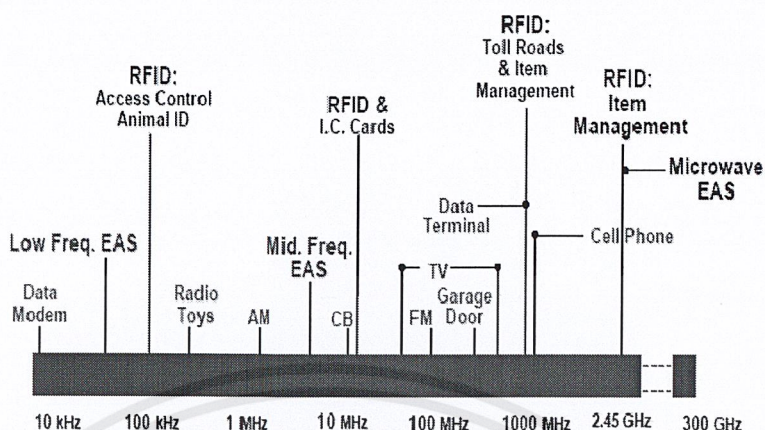 RFID:
Toll Roads
& Item
Management
RFID:
Access Control
Animal ID
RFID &
I.C. Cards
RFID:
Item
Management
Microwave
EAS
Data
Terminal
Cell Phone
Low Freq. EAS
Mid. Freq.
EAS
TV
Data
Modem
Radio
Toys
AM
CB
FM
Garage
Door
10 kHz
100 kHz
1 MHz
10 MHz
100 MHz
1000 MHz
2.45 GHz
300 GHz